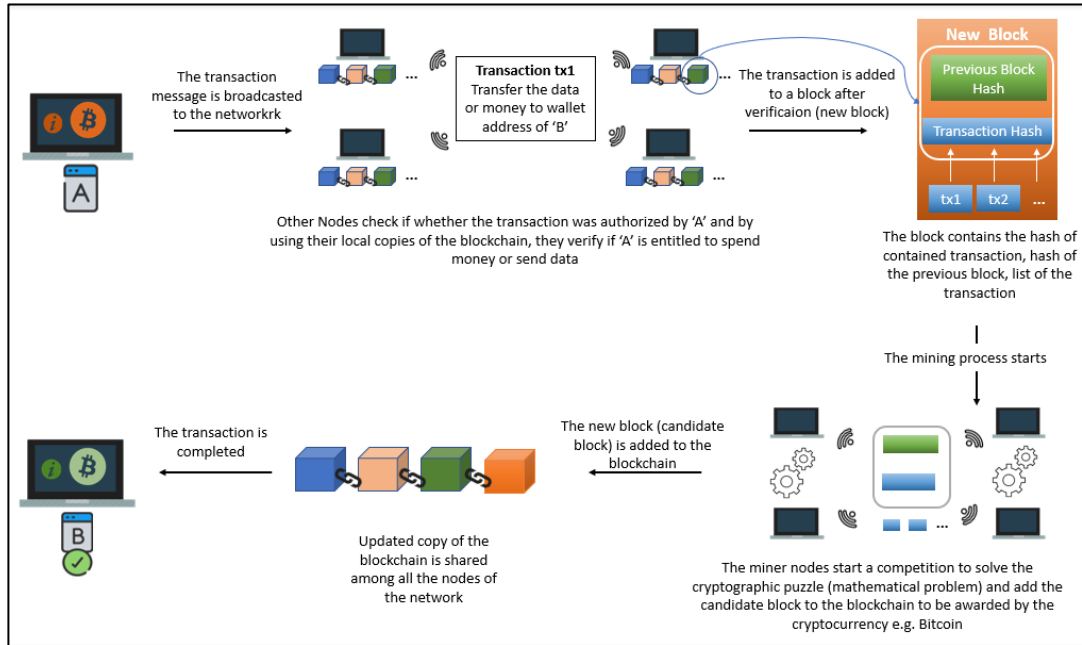 The transaction
message is broadcasted
to the networkrk
i
A
...
...
Transaction tx1
Transfer the data
or money to wallet
address of ‘B’
...
...
The transaction is added
to a block after
verificaion (new block)
New Block
Previous Block
Hash
Transaction Hash
tx1
tx2
...
Other Nodes check if whether the transaction was authorized by ‘A’ and by
using their local copies of the blockchain, they verify if ‘A’ is entitled to spend
money or send data
The block contains the hash of
contained transaction, hash of
the previous block, list of the
transaction
The mining process starts
...
The miner nodes start a competition to solve the
cryptographic puzzle (mathematical problem) and add the
candidate block to the blockchain to be awarded by the
cryptocurrency e.g. Bitcoin
The new block (candidate
block) is added to the
blockchain
Updated copy of the
blockchain is shared
among all the nodes of
the network
The transaction is
completed
i
B